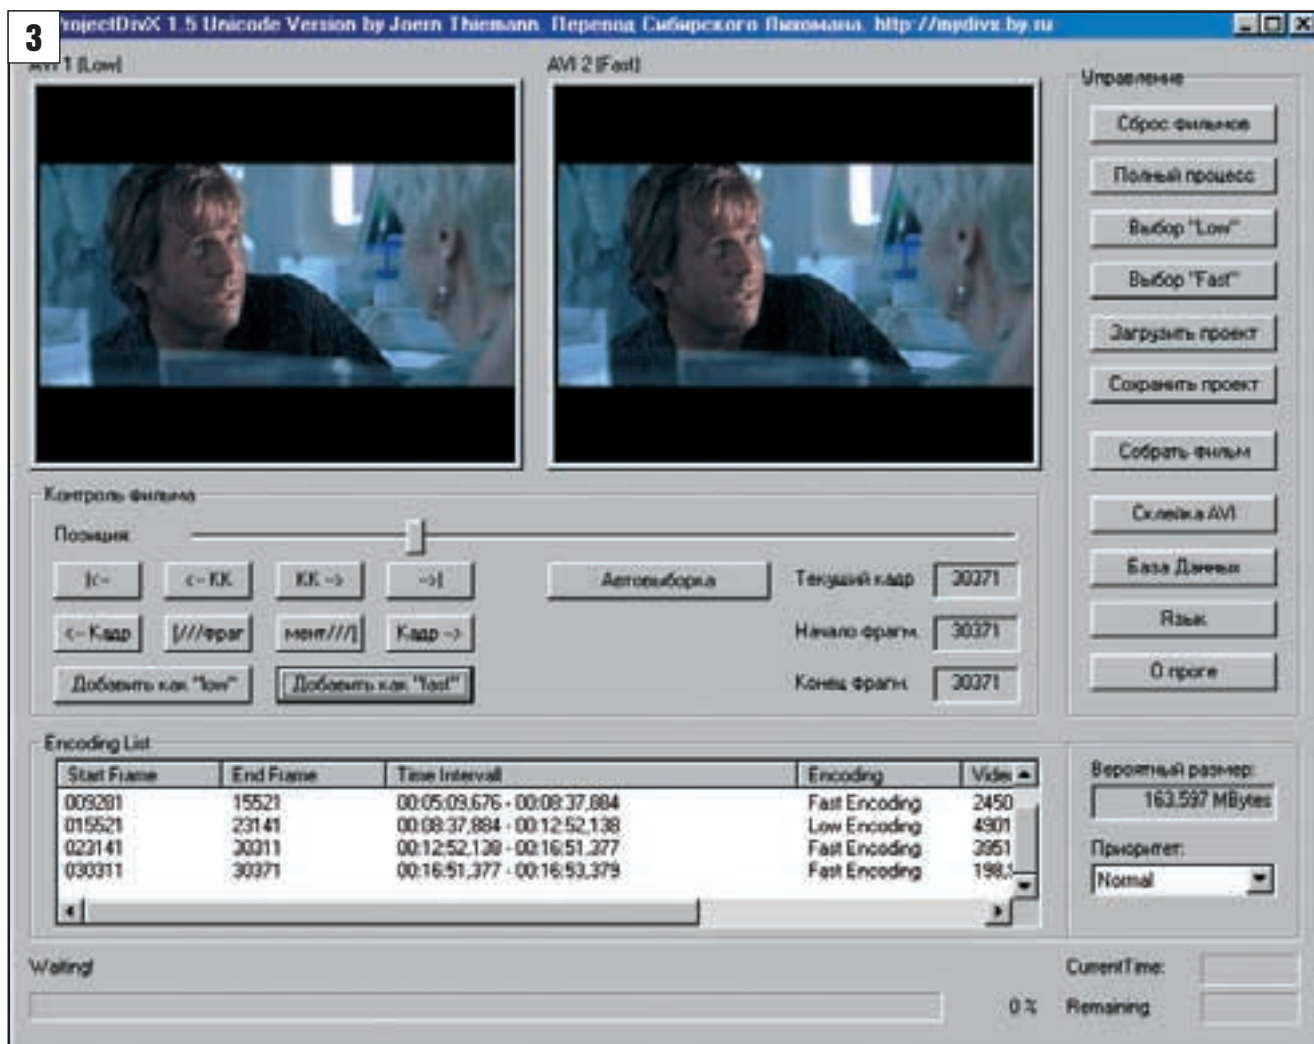 3
ProjectDivX 1.5 Unicode Version by Joern Thiemann. Перевод Сибирского Лихомана. http://mydivx.by.ru
AVI 1 (Low)
AVI 2 (Fast)
Управление
Сброс фильмов
Полный процесс
Выбор "Low"
Выбор "Fast"
Загрузить проект
Сохранить проект
Собрать фильм
Склейка AVI
База Данных
Язык
О проге
Контроль фильма
Позиция:
|<-
<-- КК
КК -->
-->|
Автовыборка
Текущий кадр
30371
<-- Кадр
[///фраг
мент///]
Кадр -->
Начало фрагм.
30371
Добавить как "low"
Добавить как "fast"
Конец фрагм.
30371
Encoding List
Start Frame End Frame Time Intervall Encoding Video
009281 15521 00:05:09,676 - 00:08:37,884 Fast Encoding 2450
015521 23141 00:08:37,884 - 00:12:52,138 Low Encoding 4901
023141 30311 00:12:52,138 - 00:16:51,377 Fast Encoding 3951
030311 30371 00:16:51,377 - 00:16:53,379 Fast Encoding
Вероятный размер:
163,597 MBytes
Приоритет:
Normal
Waiting!
0 %
CurrentTime:
Remaining